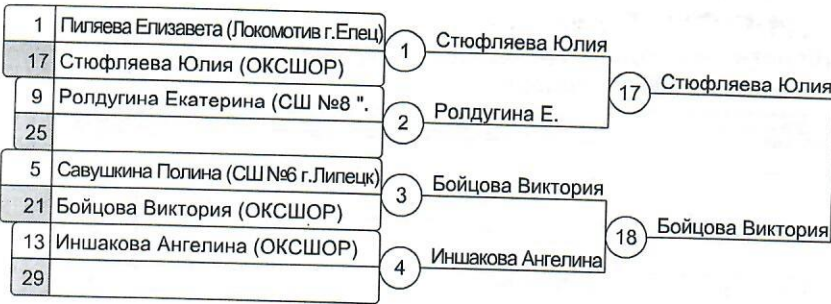 1 Пиляева Елизавета (Локомотив г.Елец)
17 Стюфляева Юлия (ОКСШОР)
1 Стюфляева Юлия
9 Ролдугина Екатерина (СШ №8 ".
25
2 Ролдугина Е.
17 Стюфляева Юлия
5 Савушкина Полина (СШ №6 г.Липецк)
21 Бойцова Виктория (ОКСШОР)
3 Бойцова Виктория
13 Иншакова Ангелина (ОКСШОР)
29
4 Иншакова Ангелина
18 Бойцова Виктория